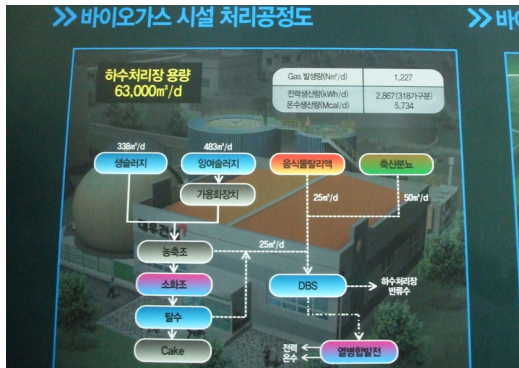 >> 바이오가스 시설 처리공정도
>> 바이
하수처리장 용량
63,000㎥/d
Gas 발생량(N㎥/d) 1,227
전력생산량(kWh/d) 2,867(318가구분)
온수생산량(Mcal/d) 5,734
338㎥/d 483㎥/d
생슬러지 잉여슬러지 음식물탈리액 축산분뇨
가용화장치
25㎥/d 50㎥/d
대우건
농축조 25㎥/d
소화조 DBS 하수처리장
반류수
탈수
Cake 전력
온수 열병합발전